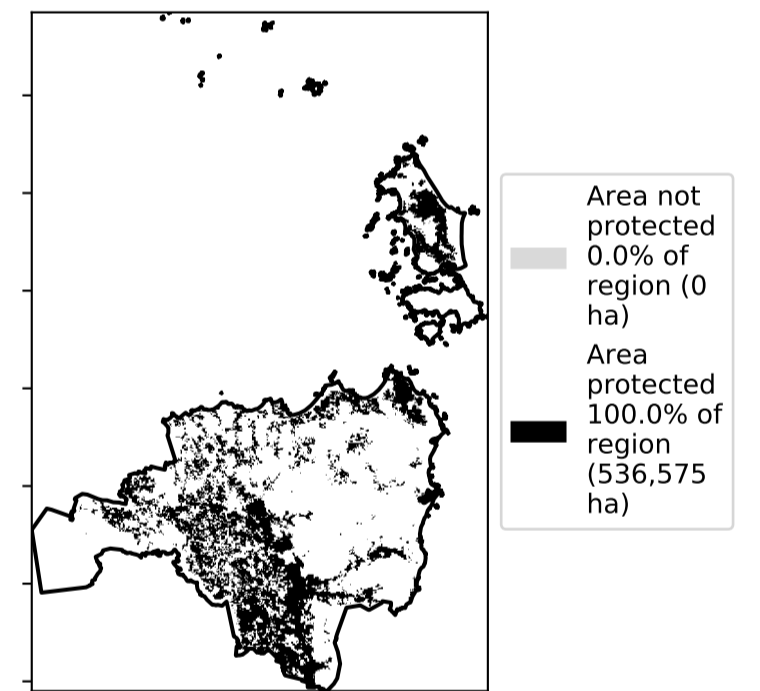 Area not
protected
0.0% of
region (0
ha)
Area
protected
100.0% of
region
(536,575
ha)